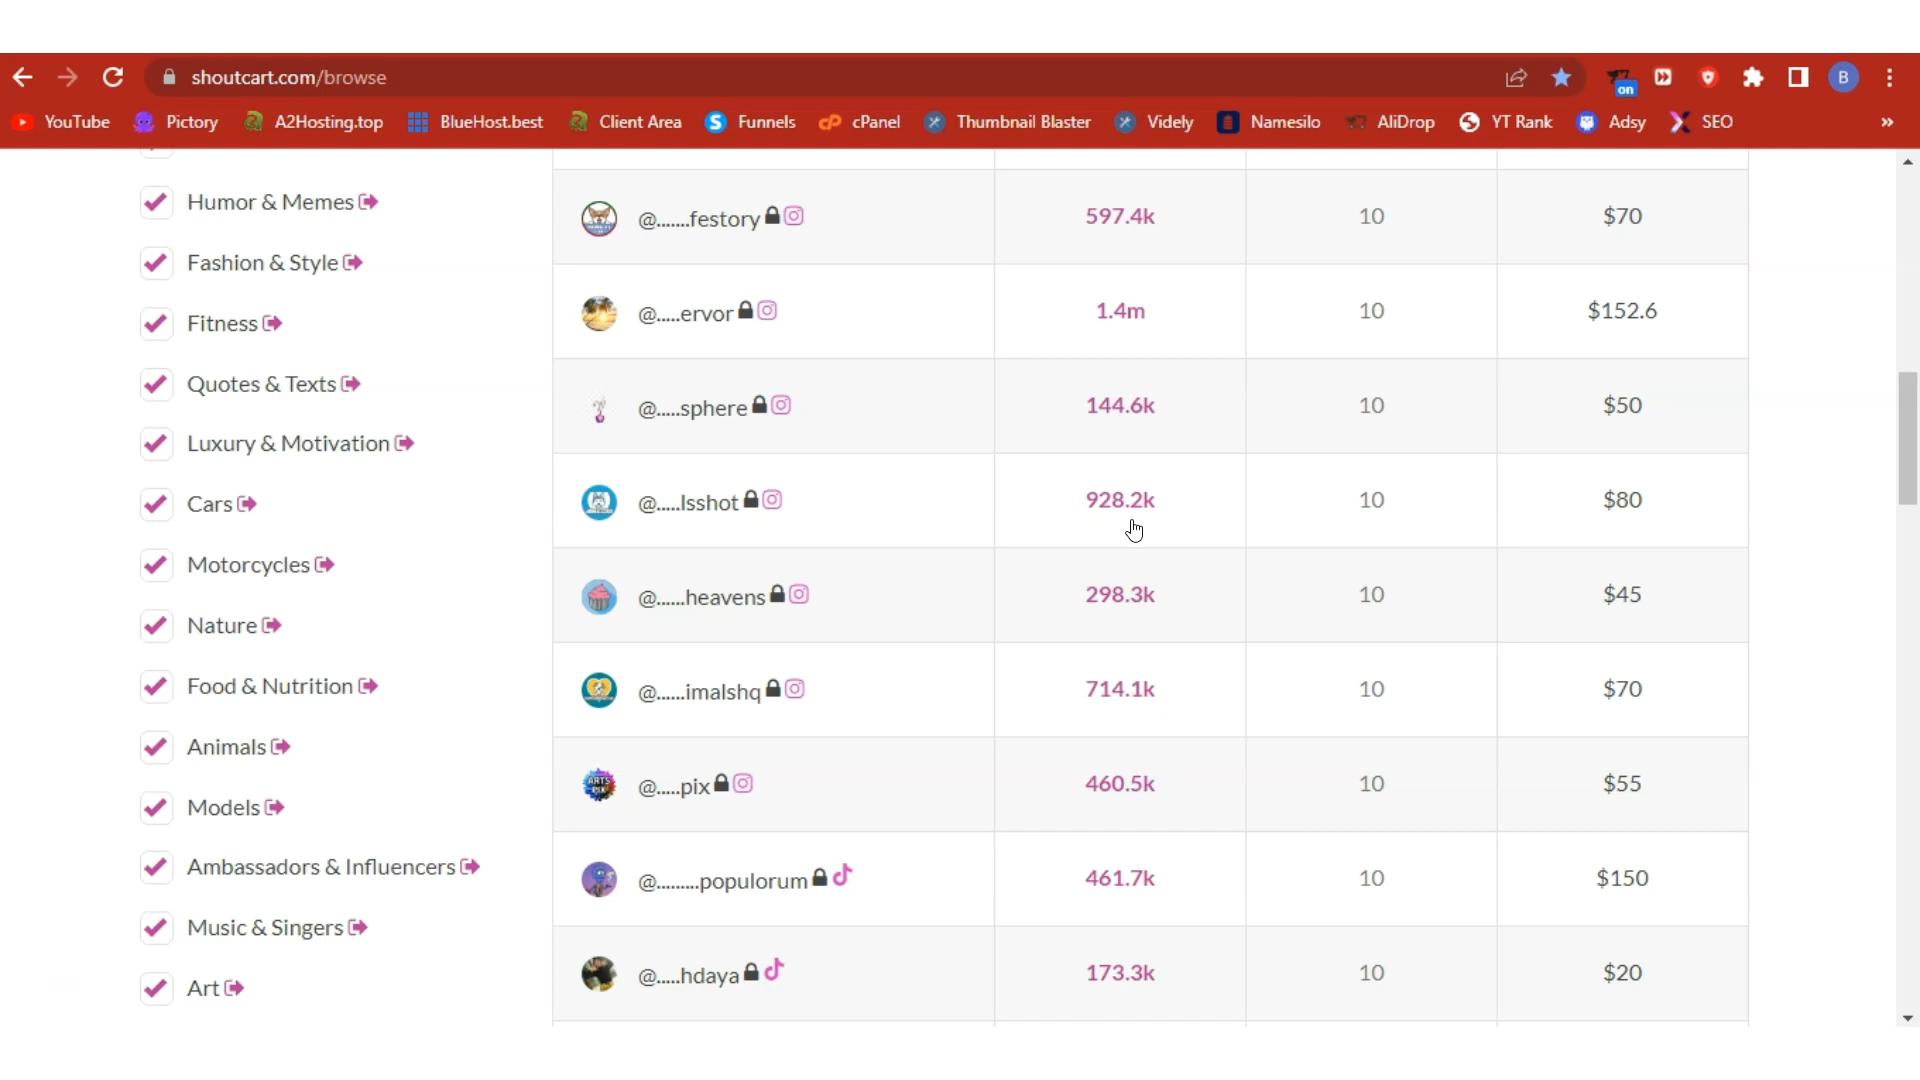 shoutcart.com/browse
on
B
YouTube Pictory A2Hosting.top BlueHost.best Client Area Funnels cPanel Thumbnail Blaster Videly Namesilo AliDrop YT Rank Adsy SEO »
Humor & Memes
Fashion & Style
Fitness
Quotes & Texts
Luxury & Motivation
Cars
Motorcycles
Nature
Food & Nutrition
Animals
Models
Ambassadors & Influencers
Music & Singers
Art
@.......festory 597.4k 10 $70
@.....ervor 1.4m 10 $152.6
@.....sphere 144.6k 10 $50
@.....lsshot 928.2k 10 $80
@......heavens 298.3k 10 $45
@......imalshq 714.1k 10 $70
ARTS
PIX
@.....pix 460.5k 10 $55
@.........populorum 461.7k 10 $150
@.....hdaya 173.3k 10 $20